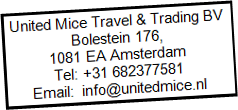 United Mice Travel & Trading BV
Bolestein 176,
1081 EA Amsterdam
Tel: +31 682377581
Email: info@unitedmice.nl